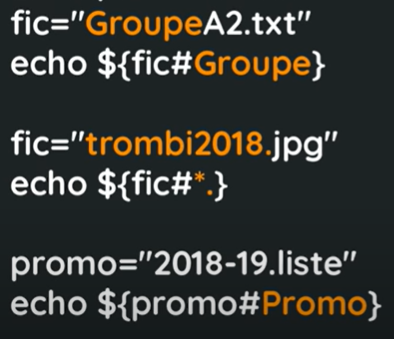 fic="GroupeA2.txt"
echo ${fic#Groupe}
fic="trombi2018.jpg"
echo ${fic#*.}
promo="2018-19.liste"
echo ${promo#Promo}